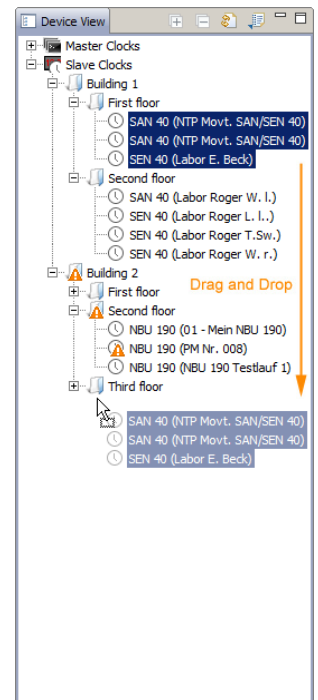 Device View
Master Clocks
Slave Clocks
Building 1
First floor
SAN 40 (NTP Movt. SAN/SEN 40)
SAN 40 (NTP Movt. SAN/SEN 40)
SEN 40 (Labor E. Beck)
Second floor
SAN 40 (Labor Roger W. l.)
SEN 40 (Labor Roger L. l..)
SEN 40 (Labor Roger T.Sw.)
SEN 40 (Labor Roger W. r.)
Building 2
First floor
Drag and Drop
Second floor
NBU 190 (01 - Mein NBU 190)
NBU 190 (PM Nr. 008)
NBU 190 (NBU 190 Testlauf 1)
Third floor
SAN 40 (NTP Movt. SAN/SEN 40)
SAN 40 (NTP Movt. SAN/SEN 40)
SEN 40 (Labor E. Beck)